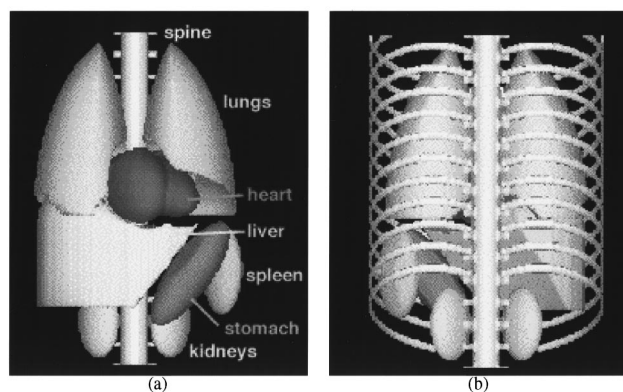 spine
lungs
heart
liver
spleen
stomach
kidneys
(a)
(b)